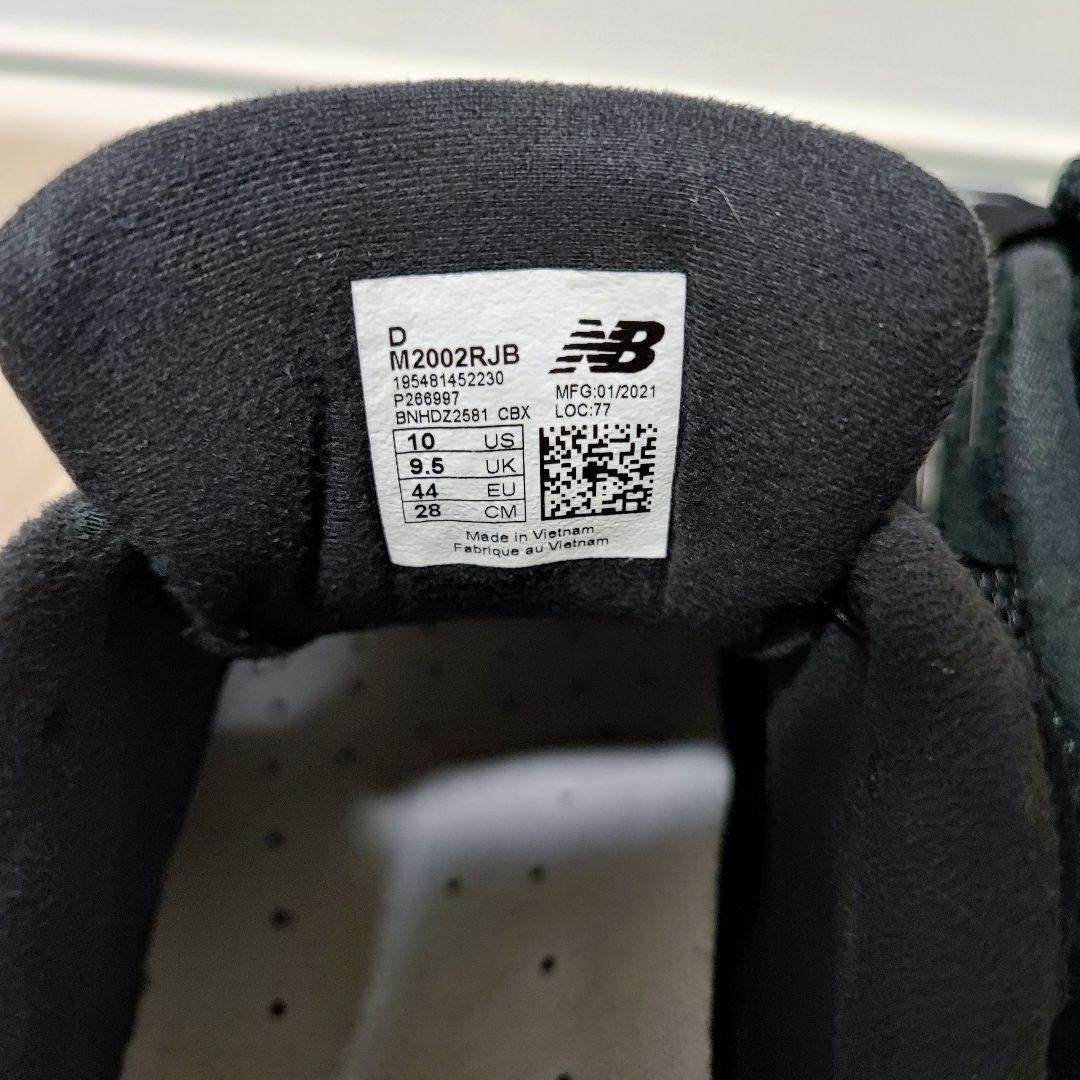 D
M2002RJB
195481452230
P266997
BNHDZ2581 CBX
NB
MFG:01/2021
LOC:77
10 US
9.5 UK
44 EU
28 CM
Made in Vietnam
Fabriqué au Vietnam